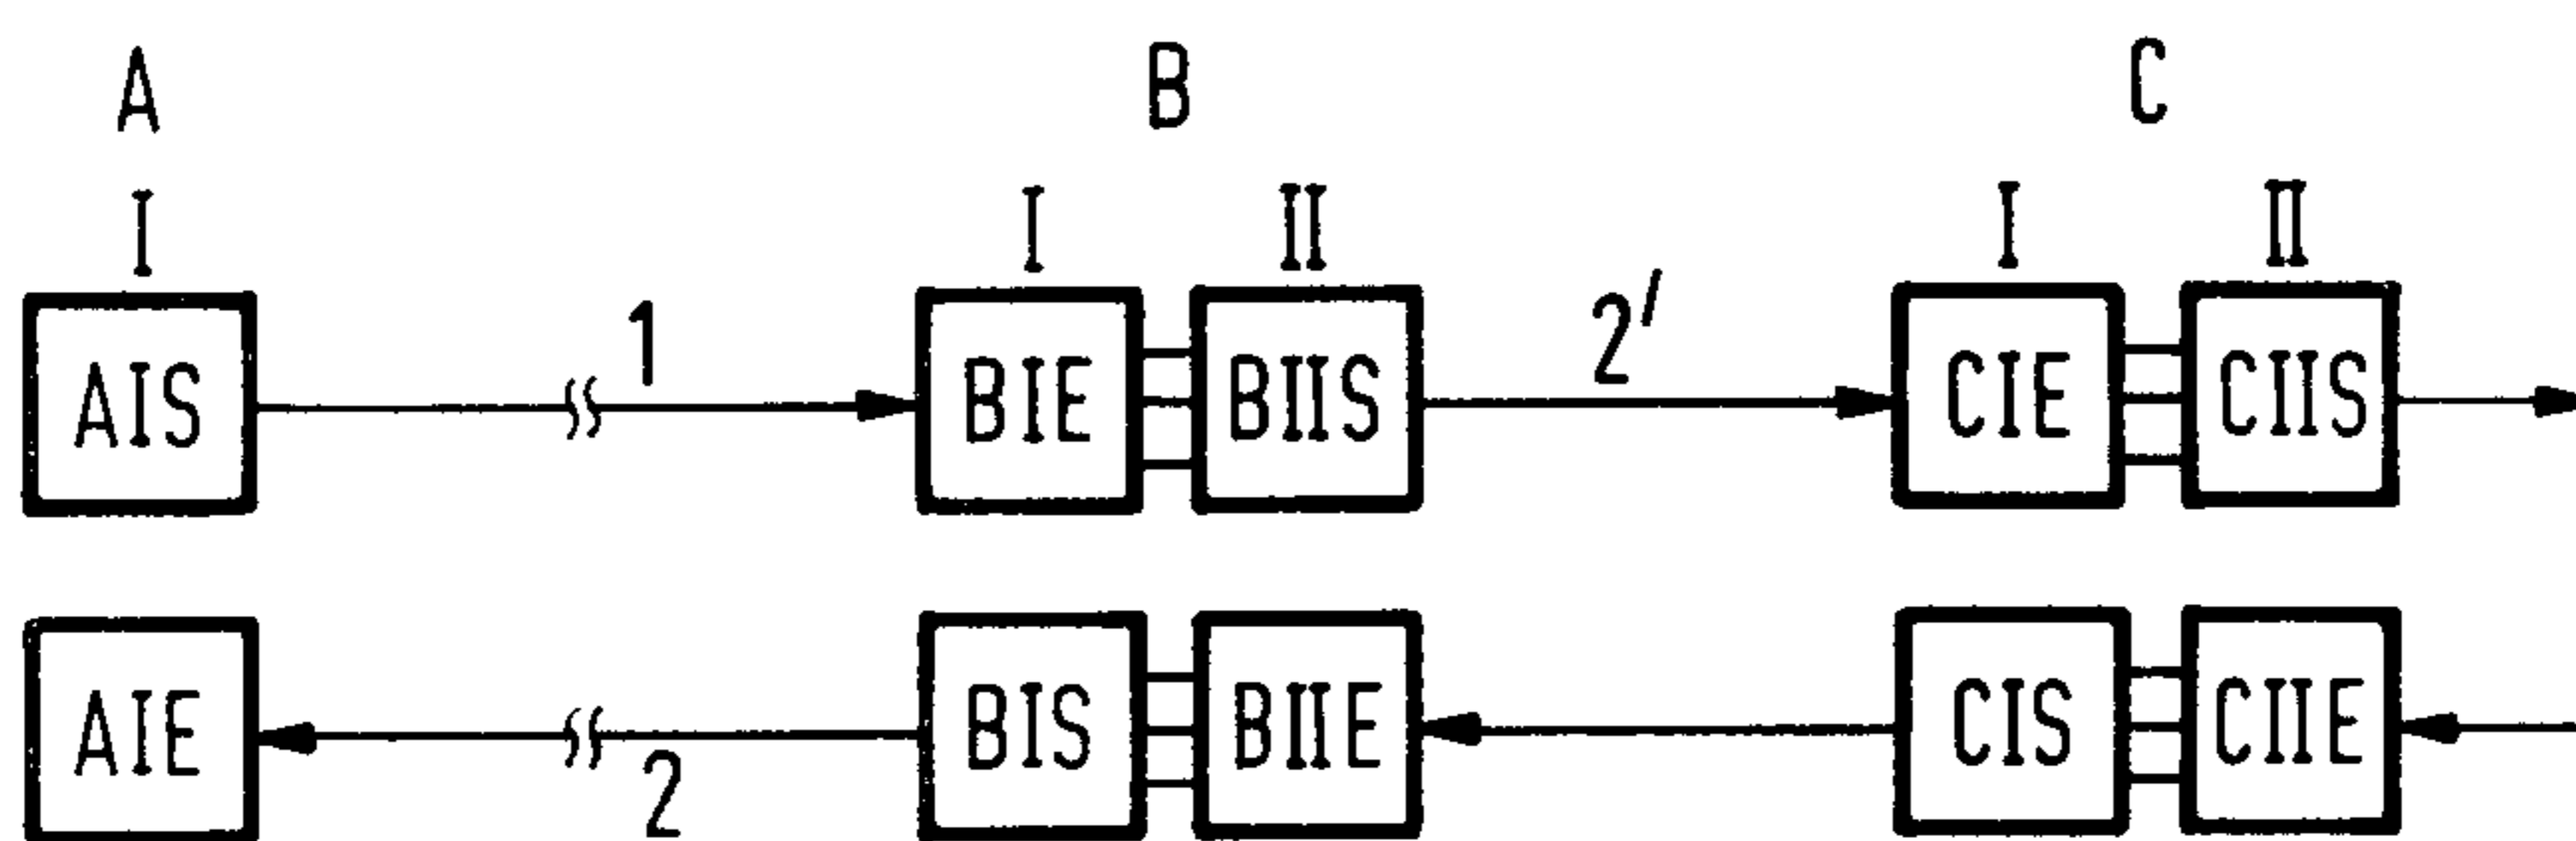 A B C
I I II I II
1 2'
AIS BIE BIIS CIE CIIS
AIE BIS BIIE CIS CIIE
2